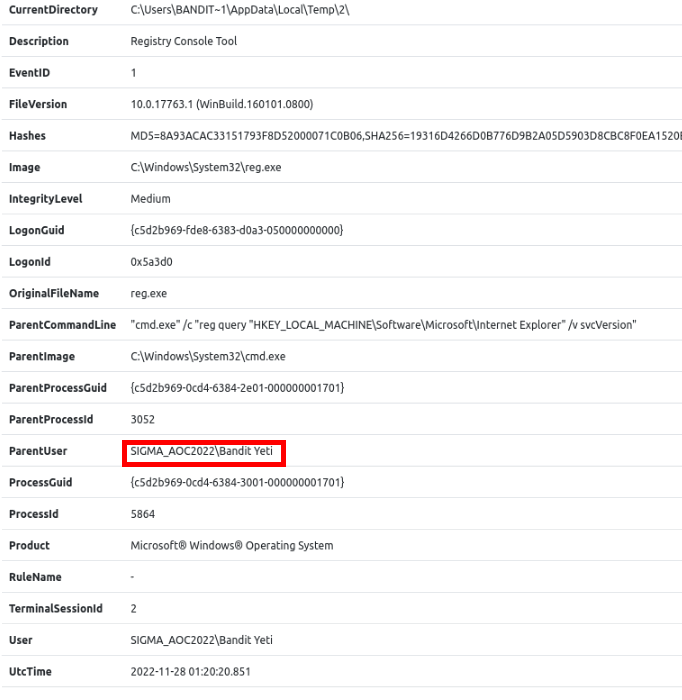 CurrentDirectory C:\Users\BANDIT~1\AppData\Local\Temp\2\
Description Registry Console Tool
EventID 1
FileVersion 10.0.17763.1 (WinBuild.160101.0800)
Hashes MD5=8A93ACAC33151793F8D52000071C0B06,SHA256=19316D4266D0B776D9B2A05D5903D8CBC8F0EA1520
Image C:\Windows\System32\reg.exe
IntegrityLevel Medium
LogonGuid {c5d2b969-fde8-6383-d0a3-050000000000}
LogonId 0x5a3d0
OriginalFileName reg.exe
ParentCommandLine "cmd.exe" /c "reg query "HKEY_LOCAL_MACHINE\Software\Microsoft\Internet Explorer" /v svcVersion"
ParentImage C:\Windows\System32\cmd.exe
ParentProcessGuid {c5d2b969-0cd4-6384-2e01-000000001701}
ParentProcessId 3052
ParentUser SIGMA_AOC2022\Bandit Yeti
ProcessGuid {c5d2b969-0cd4-6384-3001-000000001701}
ProcessId 5864
Product Microsoft® Windows® Operating System
RuleName -
TerminalSessionId 2
User SIGMA_AOC2022\Bandit Yeti
UtcTime 2022-11-28 01:20:20.851